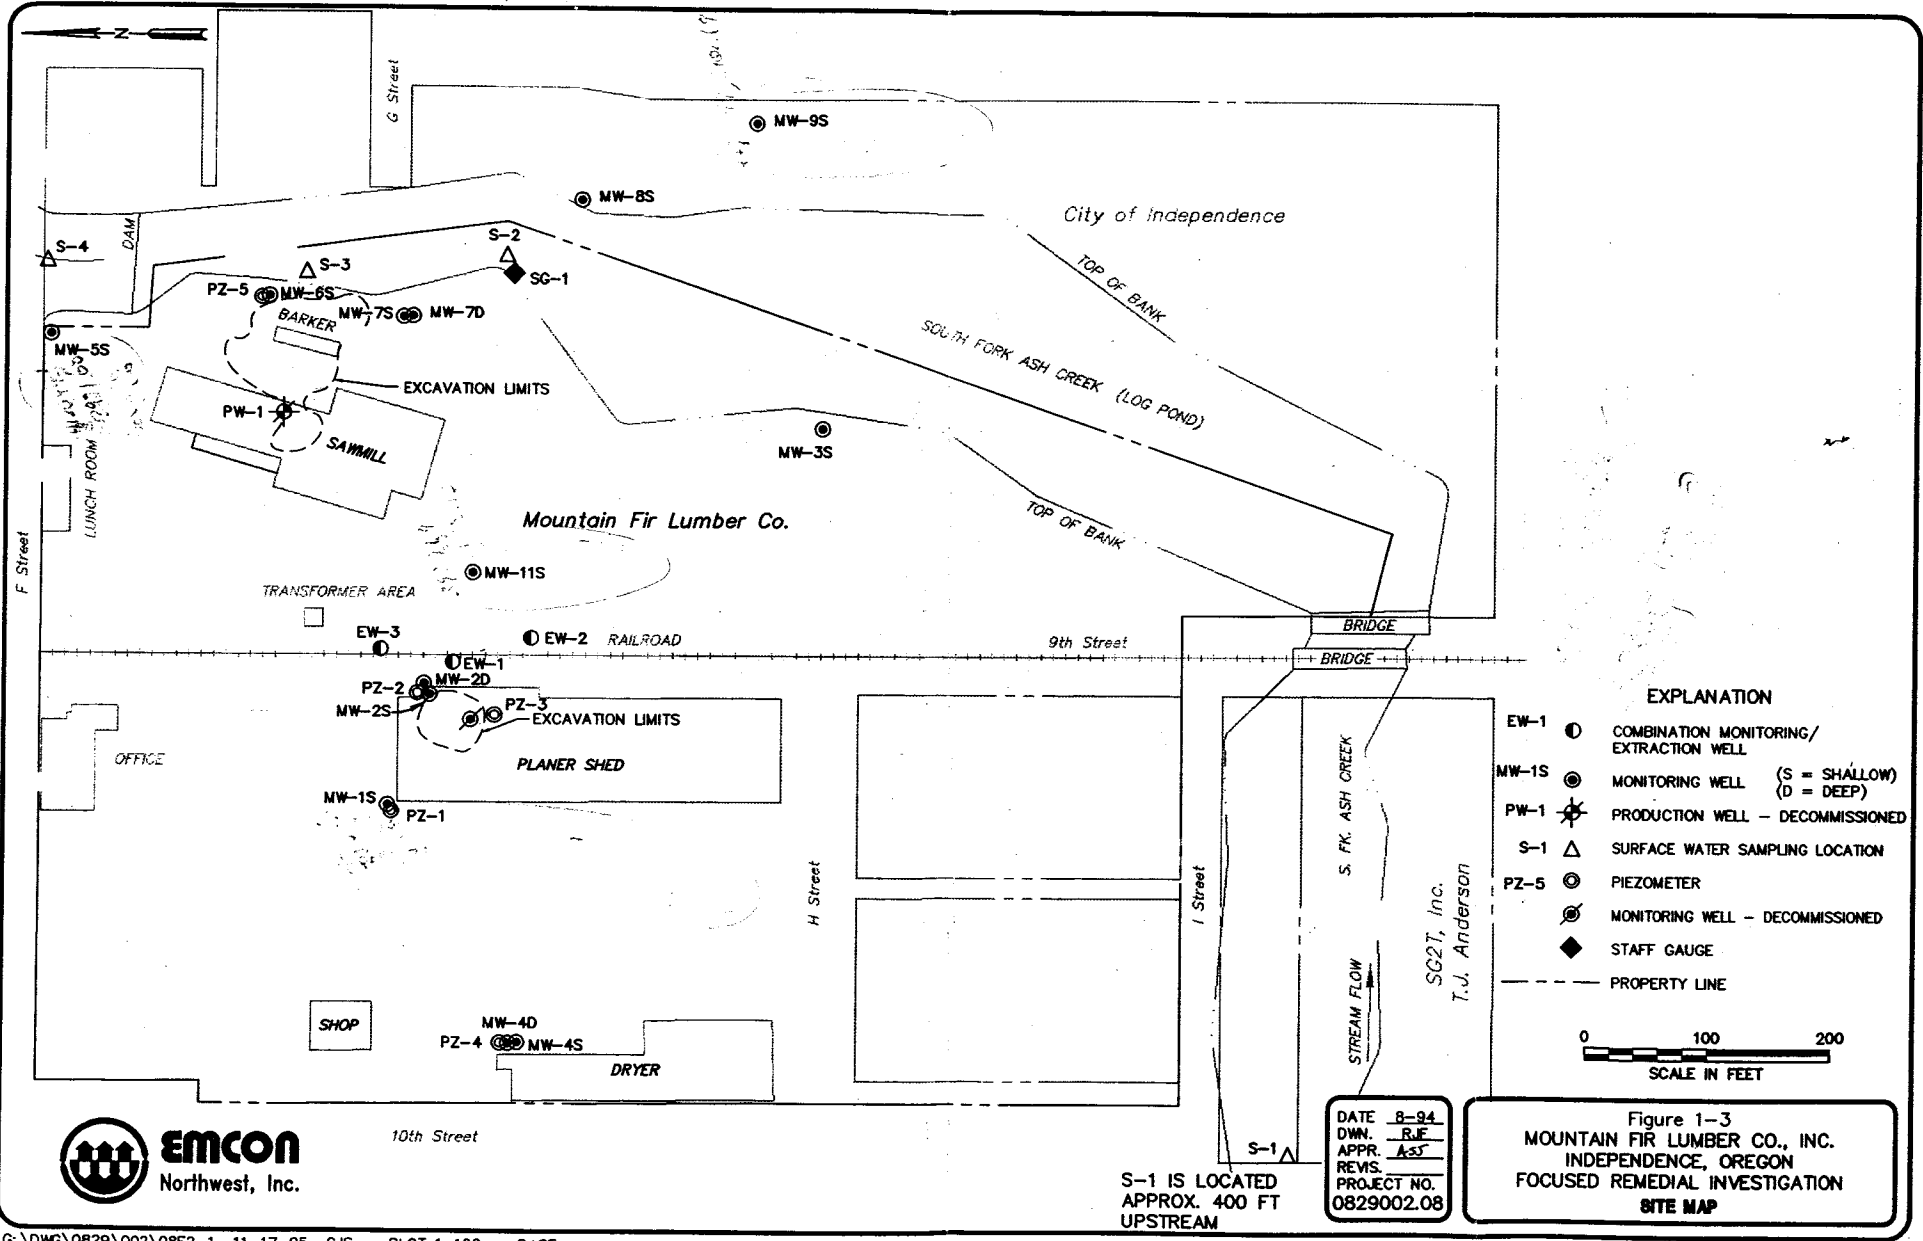 N
G Street
MW-9S
MW-8S
City of Independence
DAM
S-4
S-2
S-3
SG-1
PZ-5
MW-6S
MW-7S
MW-7D
BARKER
TOP OF BANK
MW-5S
SOUTH FORK ASH CREEK (LOG POND)
EXCAVATION LIMITS
PW-1
SAWMILL
MW-3S
LUNCH ROOM
Mountain Fir Lumber Co.
TOP OF BANK
F Street
MW-11S
TRANSFORMER AREA
EW-3
EW-2
RAILROAD
9th Street
BRIDGE
BRIDGE
EW-1
MW-2D
PZ-2
MW-2S
PZ-3
EXCAVATION LIMITS
OFFICE
PLANER SHED
MW-1S
PZ-1
H Street
I Street
S. FK. ASH CREEK
SG2T, Inc.
T.J. Anderson
STREAM FLOW
SHOP
MW-4D
PZ-4
MW-4S
DRYER
10th Street
S-1
S-1 IS LOCATED
APPROX. 400 FT
UPSTREAM
EXPLANATION
EW-1 COMBINATION MONITORING/
EXTRACTION WELL
MW-1S MONITORING WELL (S = SHALLOW)
(D = DEEP)
PW-1 PRODUCTION WELL - DECOMMISSIONED
S-1 SURFACE WATER SAMPLING LOCATION
PZ-5 PIEZOMETER
MONITORING WELL - DECOMMISSIONED
STAFF GAUGE
PROPERTY LINE
0 100 200
SCALE IN FEET
EMCON
Northwest, Inc.
DATE 8-94
DWN. RJF
APPR. ASJ
REVIS.
PROJECT NO.
0829002.08
Figure 1-3
MOUNTAIN FIR LUMBER CO., INC.
INDEPENDENCE, OREGON
FOCUSED REMEDIAL INVESTIGATION
SITE MAP